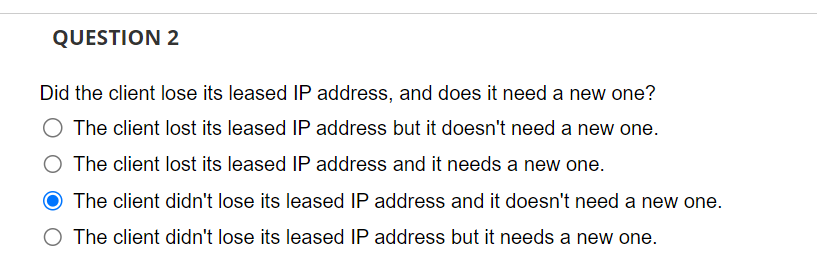 QUESTION 2
Did the client lose its leased IP address, and does it need a new one?
The client lost its leased IP address but it doesn't need a new one.
The client lost its leased IP address and it needs a new one.
The client didn't lose its leased IP address and it doesn't need a new one.
The client didn't lose its leased IP address but it needs a new one.